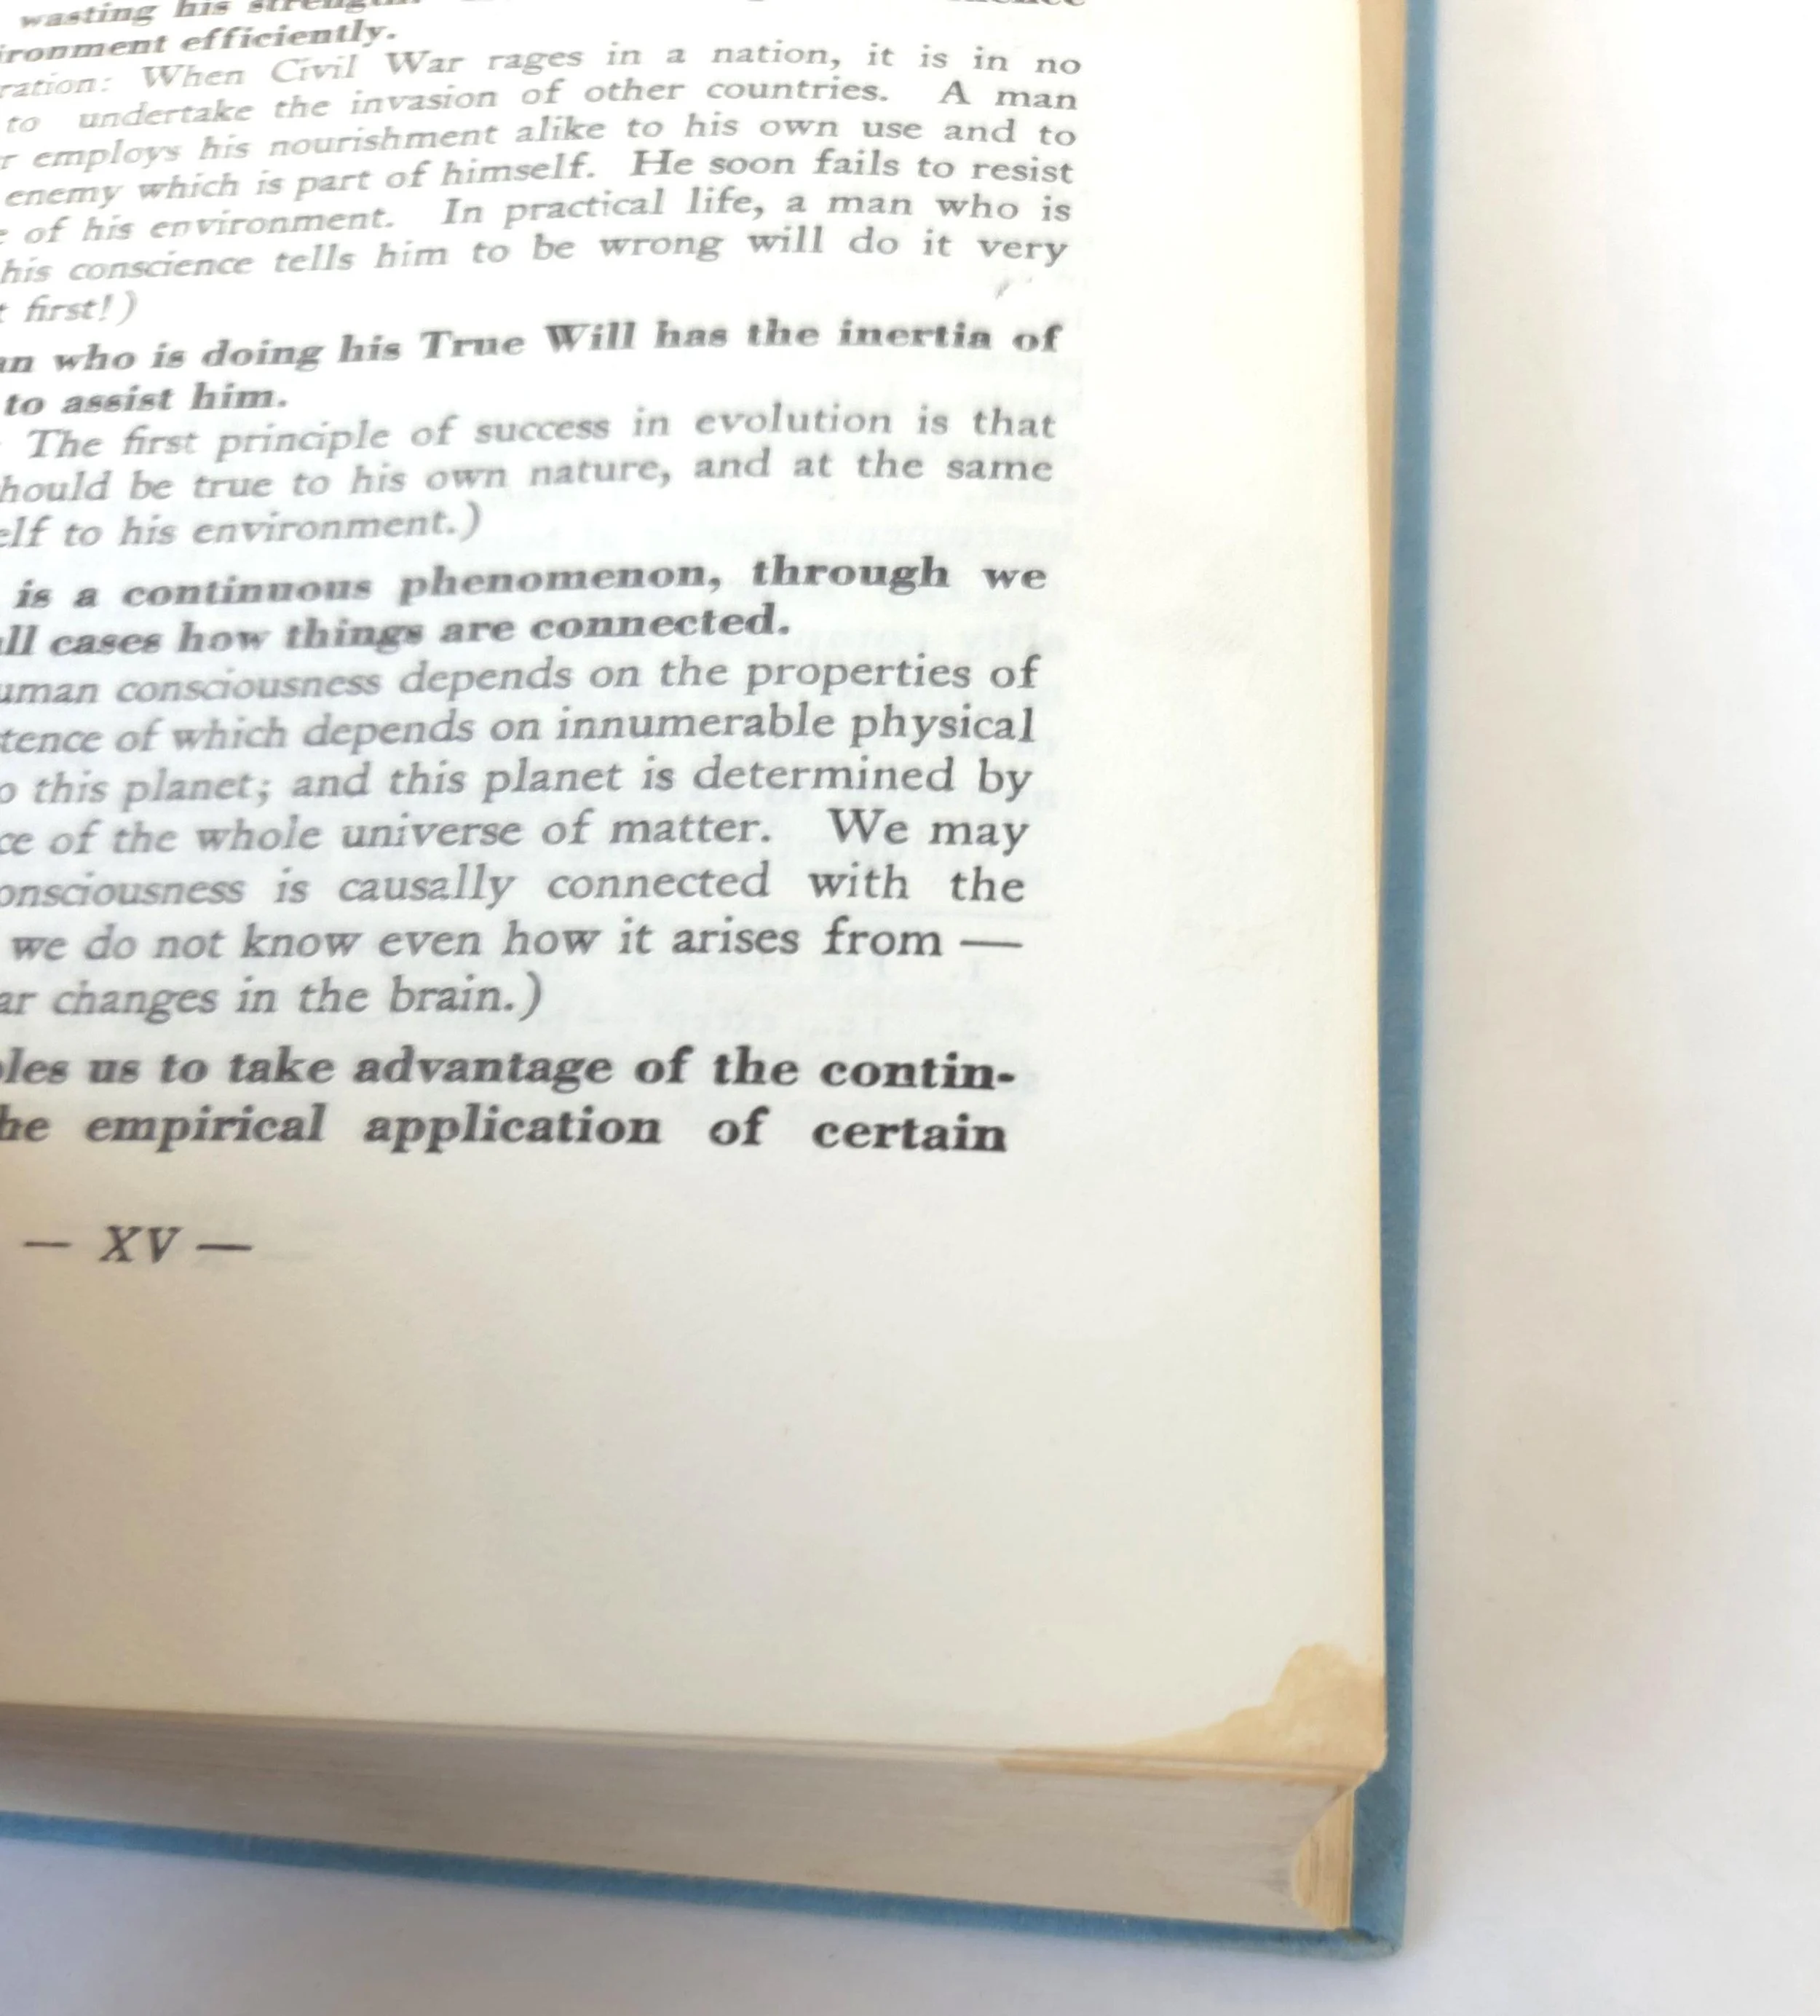 wasting his strength.
ironment efficiently.
ration: When Civil War rages in a nation, it is in no
to undertake the invasion of other countries. A man
r employs his nourishment alike to his own use and to
enemy which is part of himself. He soon fails to resist
e of his environment. In practical life, a man who is
his conscience tells him to be wrong will do it very
t first!)
an who is doing his True Will has the inertia of
to assist him.
The first principle of success in evolution is that
hould be true to his own nature, and at the same
elf to his environment.)
is a continuous phenomenon, through we
all cases how things are connected.
uman consciousness depends on the properties of
tence of which depends on innumerable physical
o this planet; and this planet is determined by
ce of the whole universe of matter. We may
onsciousness is causally connected with the
we do not know even how it arises from —
ar changes in the brain.)
les us to take advantage of the contin-
he empirical application of certain
— XV —